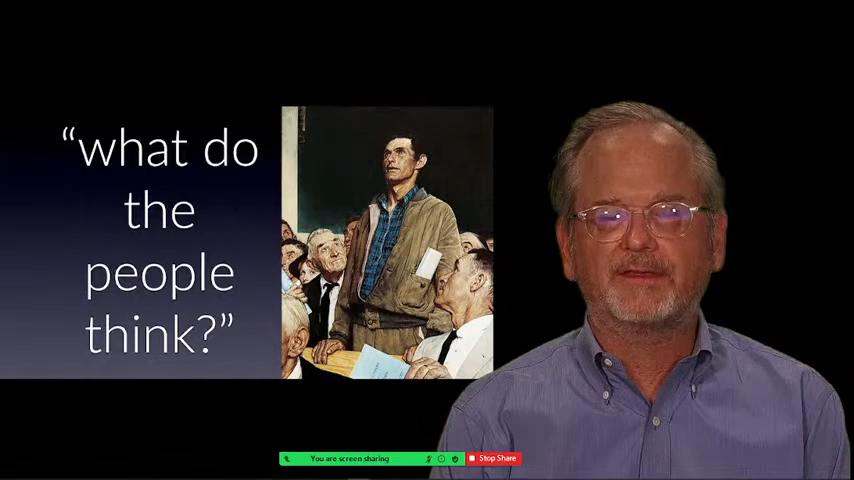 “what do
the
people
think?”
You are screen sharing
Stop Share